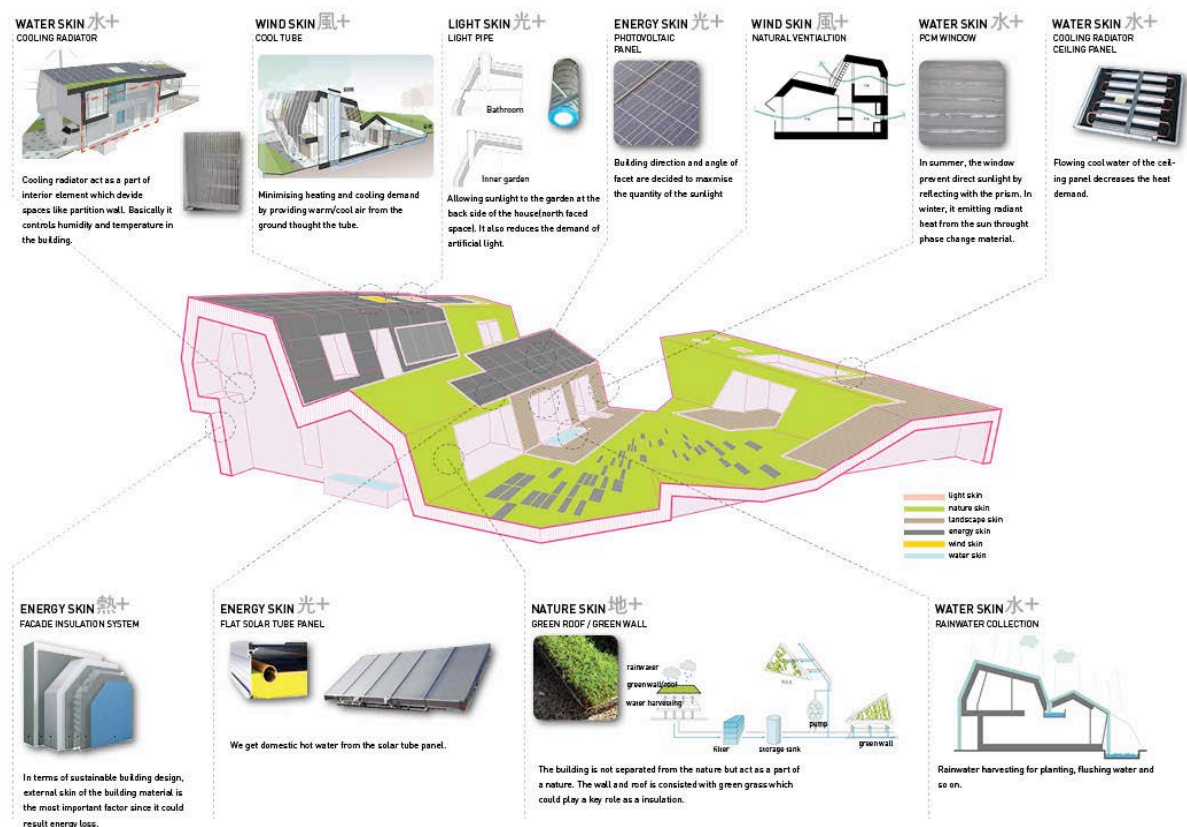 WATER SKIN 水+
COOLING RADIATOR
Cooling radiator act as a part of
interior element which devide
spaces like partition wall. Basically it
controls humidity and temperature in
the building.
WIND SKIN 風+
COOL TUBE
Minimising heating and cooling demand
by providing warm/cool air from the
ground thought the tube.
LIGHT SKIN 光+
LIGHT PIPE
Bathroom
Inner garden
Allowing sunlight to the garden at the
back side of the house(north faced
space). It also reduces the demand of
artificial light.
ENERGY SKIN 光+
PHOTOVOLTAIC
PANEL
Building direction and angle of
facet are decided to maxmise
the quantity of the sunlight
WIND SKIN 風+
NATURAL VENTIALTION
WATER SKIN 水+
PCM WINDOW
In summer, the window
prevent direct sunlight by
reflecting with the prism. In
winter, it emitting radiant
heat from the sun throught
phase change material.
WATER SKIN 水+
COOLING RADIATOR
CEILING PANEL
Flowing cool water of the ceil-
ing panel decreases the heat
demand.
light skin
nature skin
landscape skin
energy skin
wind skin
water skin
ENERGY SKIN 熱+
FACADE INSULATION SYSTEM
In terms of sustainable building design,
external skin of the building material is
the most important factor since it could
result energy loss.
ENERGY SKIN 光+
FLAT SOLAR TUBE PANEL
We get domestic hot water from the solar tube panel.
NATURE SKIN 地+
GREEN ROOF / GREEN WALL
rainwater
greenwall/roof
water harvesting
filter
storage tank
pump
greenwall
The building is not separated from the nature but act as a part of
a nature. The wall and roof is consisted with green grass which
could play a key role as a insulation.
WATER SKIN 水+
RAINWATER COLLECTION
Rainwater harvesting for planting, flushing water and
so on.